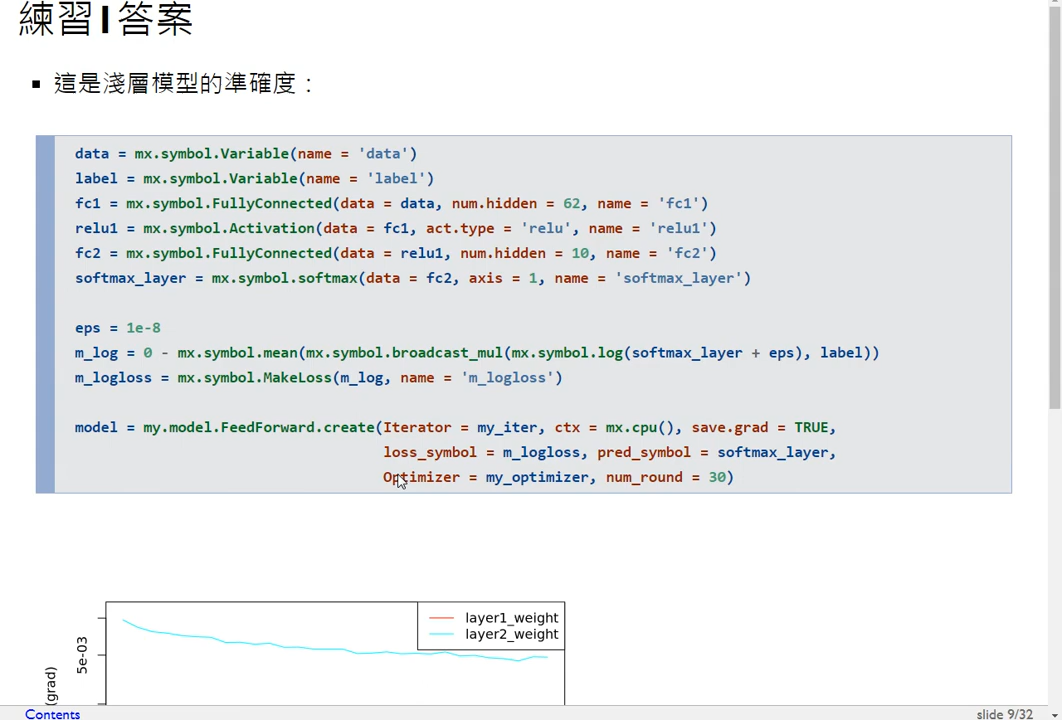 練習1答案
▪ 這是淺層模型的準確度：
data = mx.symbol.Variable(name = 'data')
label = mx.symbol.Variable(name = 'label')
fc1 = mx.symbol.FullyConnected(data = data, num.hidden = 62, name = 'fc1')
relu1 = mx.symbol.Activation(data = fc1, act.type = 'relu', name = 'relu1')
fc2 = mx.symbol.FullyConnected(data = relu1, num.hidden = 10, name = 'fc2')
softmax_layer = mx.symbol.softmax(data = fc2, axis = 1, name = 'softmax_layer')
eps = 1e-8
m_log = 0 - mx.symbol.mean(mx.symbol.broadcast_mul(mx.symbol.log(softmax_layer + eps), label))
m_logloss = mx.symbol.MakeLoss(m_log, name = 'm_logloss')
model = my.model.FeedForward.create(Iterator = my_iter, ctx = mx.cpu(), save.grad = TRUE,
loss_symbol = m_logloss, pred_symbol = softmax_layer,
Optimizer = my_optimizer, num_round = 30)
layer1_weight
layer2_weight
5e-03
(grad)
Contents
slide 9/32